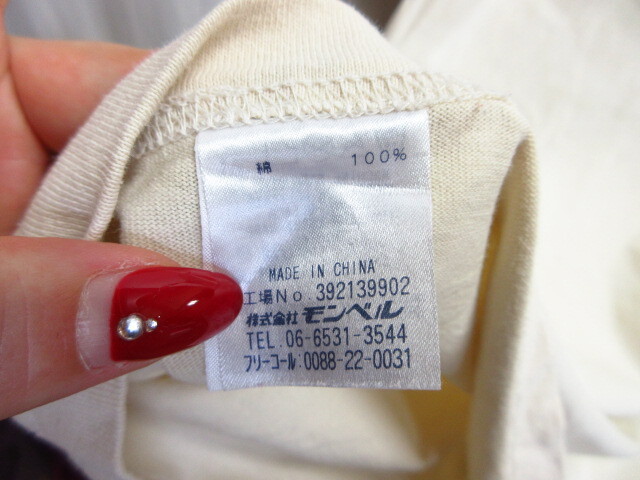 綿 100%
MADE IN CHINA
工場No. 392139902
株式会社 モンベル
TEL. 06-6531-3544
フリーコール: 0088-22-0031